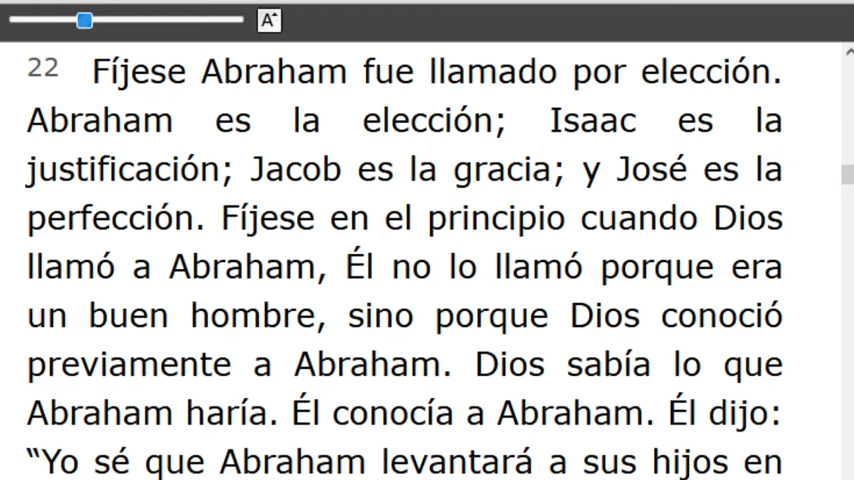 A
22 Fíjese Abraham fue llamado por elección.
Abraham es la elección; Isaac es la
justificación; Jacob es la gracia; y José es la
perfección. Fíjese en el principio cuando Dios
llamó a Abraham, Él no lo llamó porque era
un buen hombre, sino porque Dios conoció
previamente a Abraham. Dios sabía lo que
Abraham haría. Él conocía a Abraham. Él dijo:
“Yo sé que Abraham levantará a sus hijos en